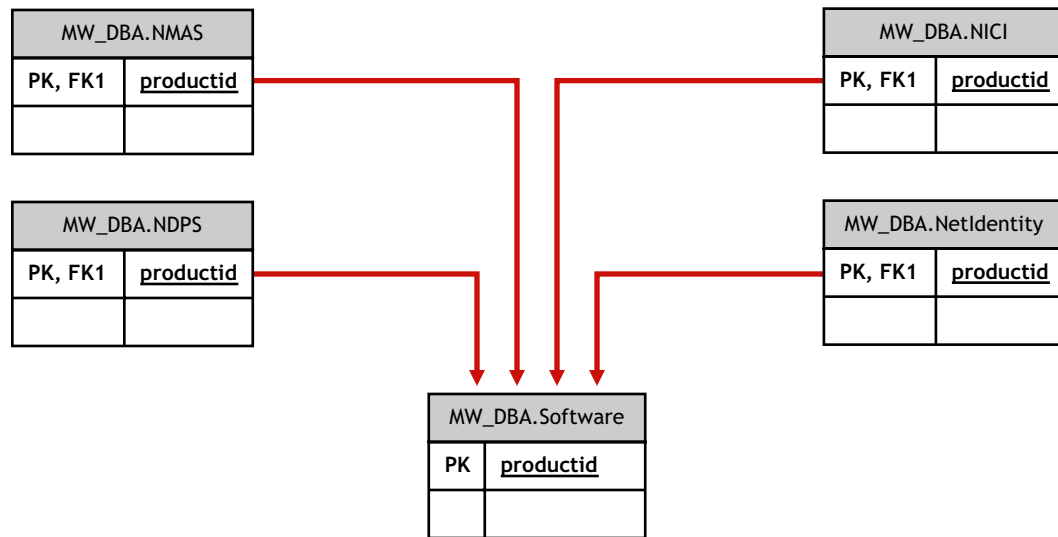 MW_DBA.NMAS
PK, FK1 productid
MW_DBA.NICI
PK, FK1 productid
MW_DBA.NDPS
PK, FK1 productid
MW_DBA.NetIdentity
PK, FK1 productid
MW_DBA.Software
PK productid